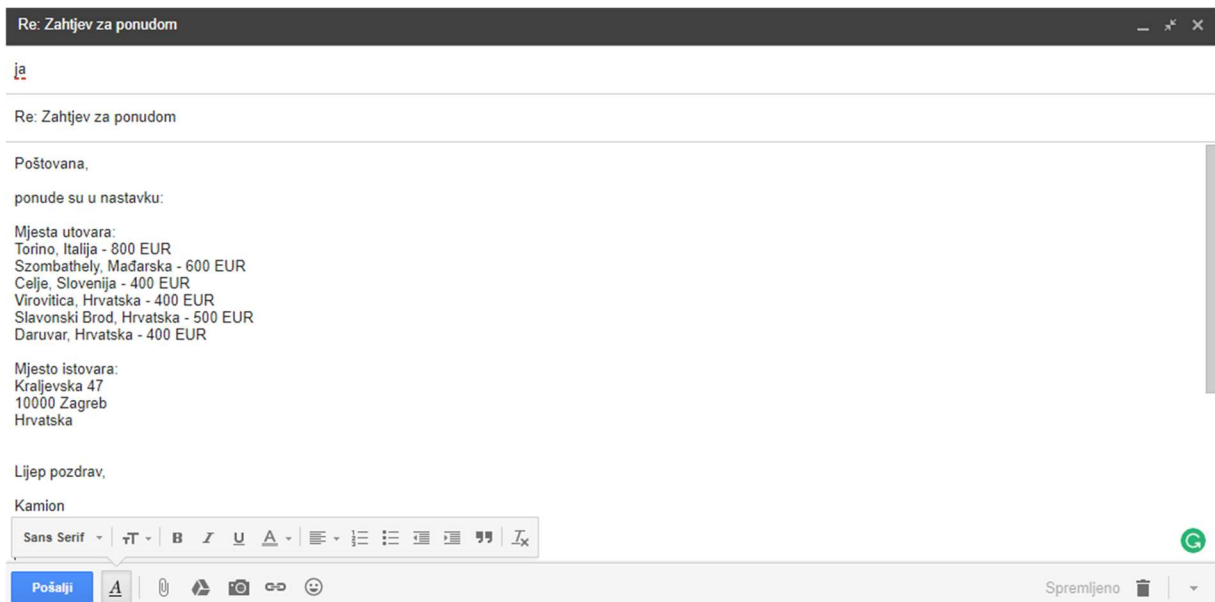 Re: Zahtjev za ponudom
ja
Re: Zahtjev za ponudom
Poštovana,
ponude su u nastavku:
Mjesta utovara:
Torino, Italija - 800 EUR
Szombathely, Mađarska - 600 EUR
Celje, Slovenija - 400 EUR
Virovitica, Hrvatska - 400 EUR
Slavonski Brod, Hrvatska - 500 EUR
Daruvar, Hrvatska - 400 EUR
Mjesto istovara:
Kraljevska 47
10000 Zagreb
Hrvatska
Lijep pozdrav,
Kamion
Sans Serif
Pošalji
Spremljeno